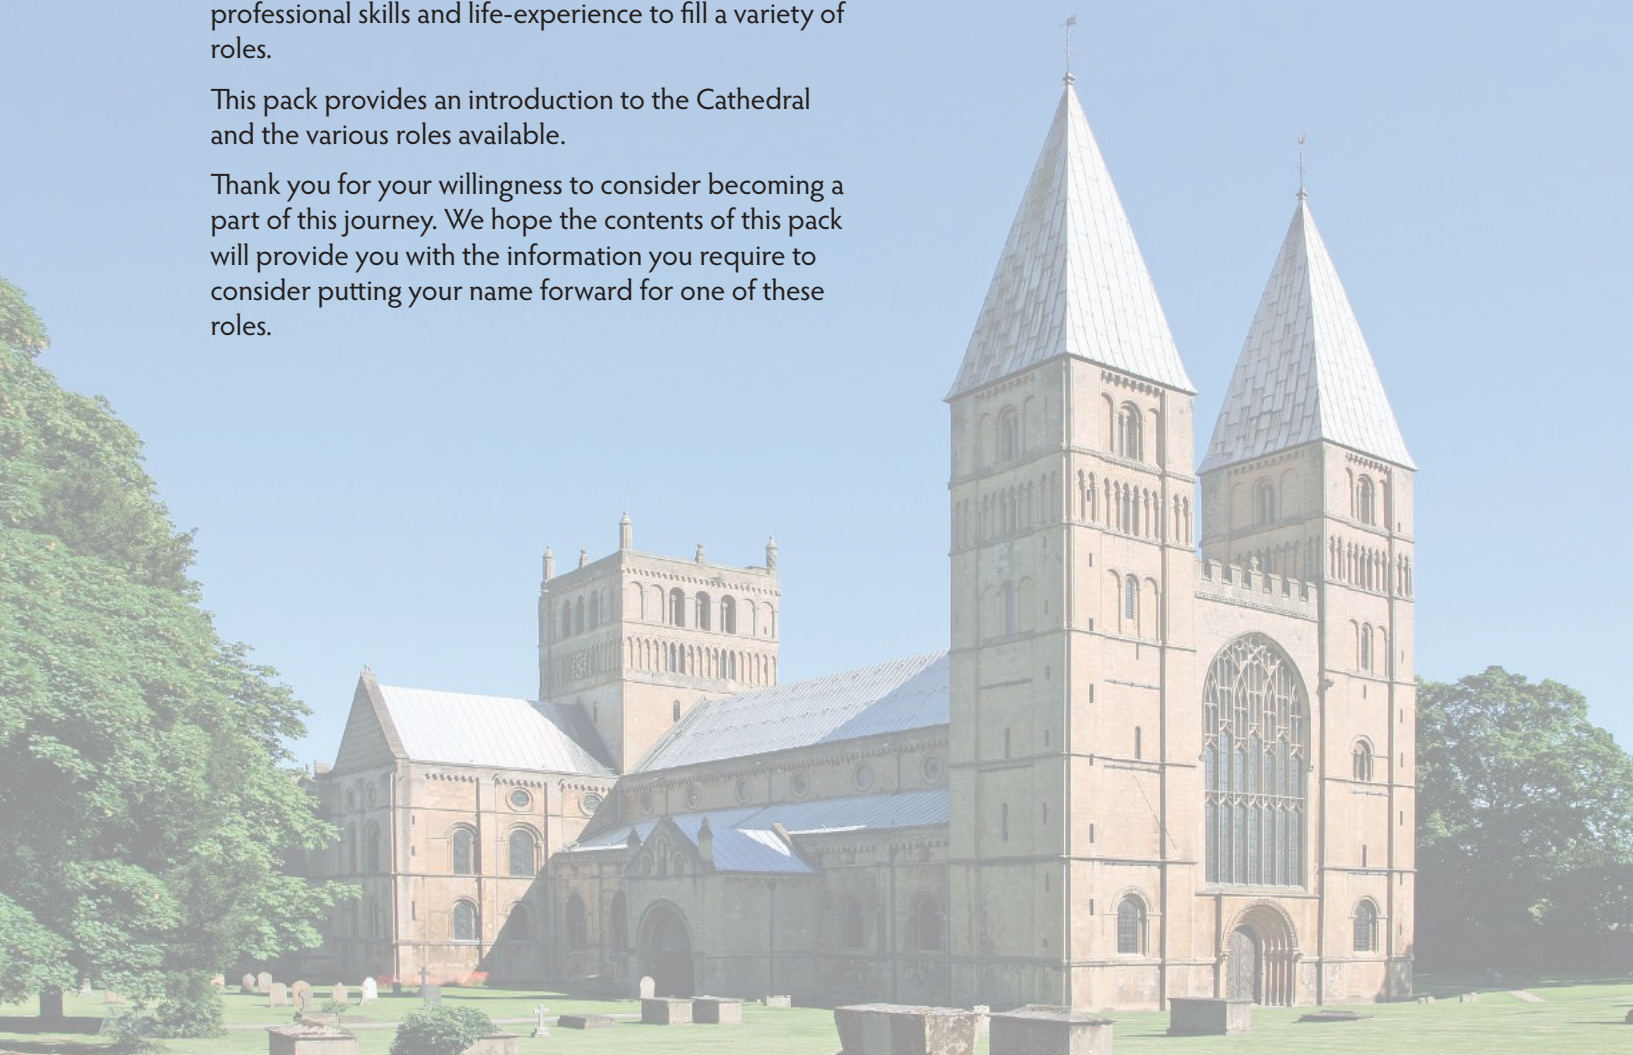 professional skills and life-experience to fill a variety of
roles.
This pack provides an introduction to the Cathedral
and the various roles available.
Thank you for your willingness to consider becoming a
part of this journey. We hope the contents of this pack
will provide you with the information you require to
consider putting your name forward for one of these
roles.